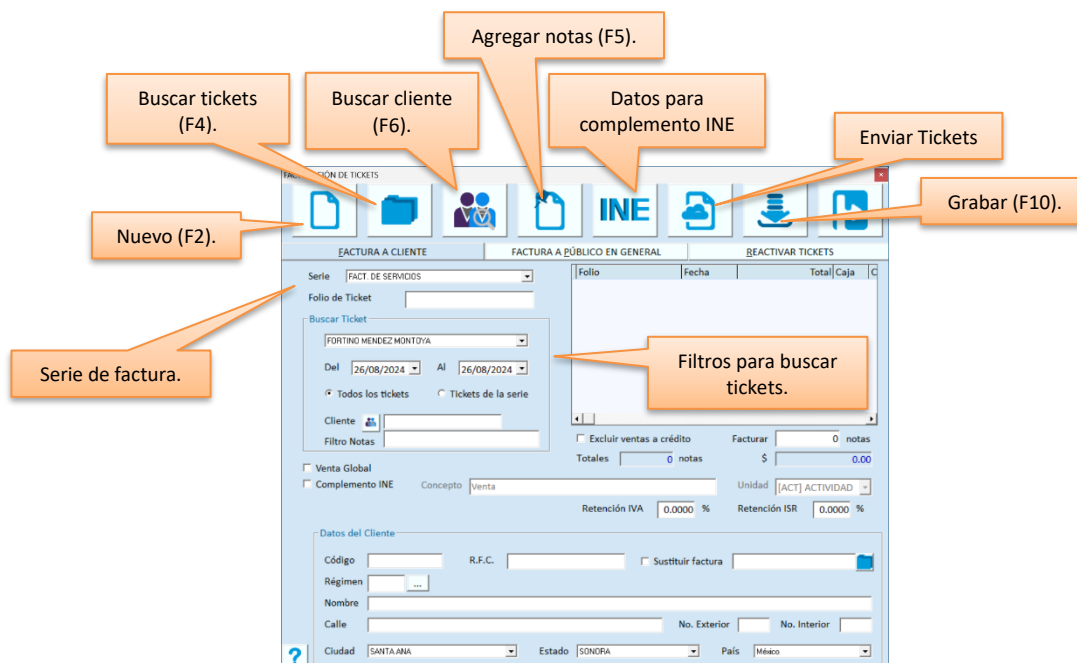 Agregar notas (F5).
Buscar tickets
(F4).
Buscar cliente
(F6).
Datos para
complemento INE
Enviar Tickets
Grabar (F10).
Nuevo (F2).
Serie de factura.
Filtros para buscar
tickets.
DE TICKETS
INE
FACTURA A CLIENTE
FACTURA A PÚBLICO EN GENERAL
REACTIVAR TICKETS
Serie FACT. DE SERVICIOS
Folio de Ticket
Buscar Ticket
FORTINO MENDEZ MONTOYA
Del 26/08/2024 Al 26/08/2024
Todos los tickets Tickets de la serie
Cliente
Filtro Notas
Folio Fecha Total Caja C
Excluir ventas a crédito Facturar 0 notas
Totales 0 notas $ 0.00
Venta Global
Complemento INE Concepto Venta Unidad [ACT] ACTIVIDAD
Retención IVA 0.0000 % Retención ISR 0.0000 %
Datos del Cliente
Código R.F.C. Sustituir factura
Régimen ...
Nombre
Calle No. Exterior No. Interior
? Ciudad SANTA ANA Estado SONORA País México